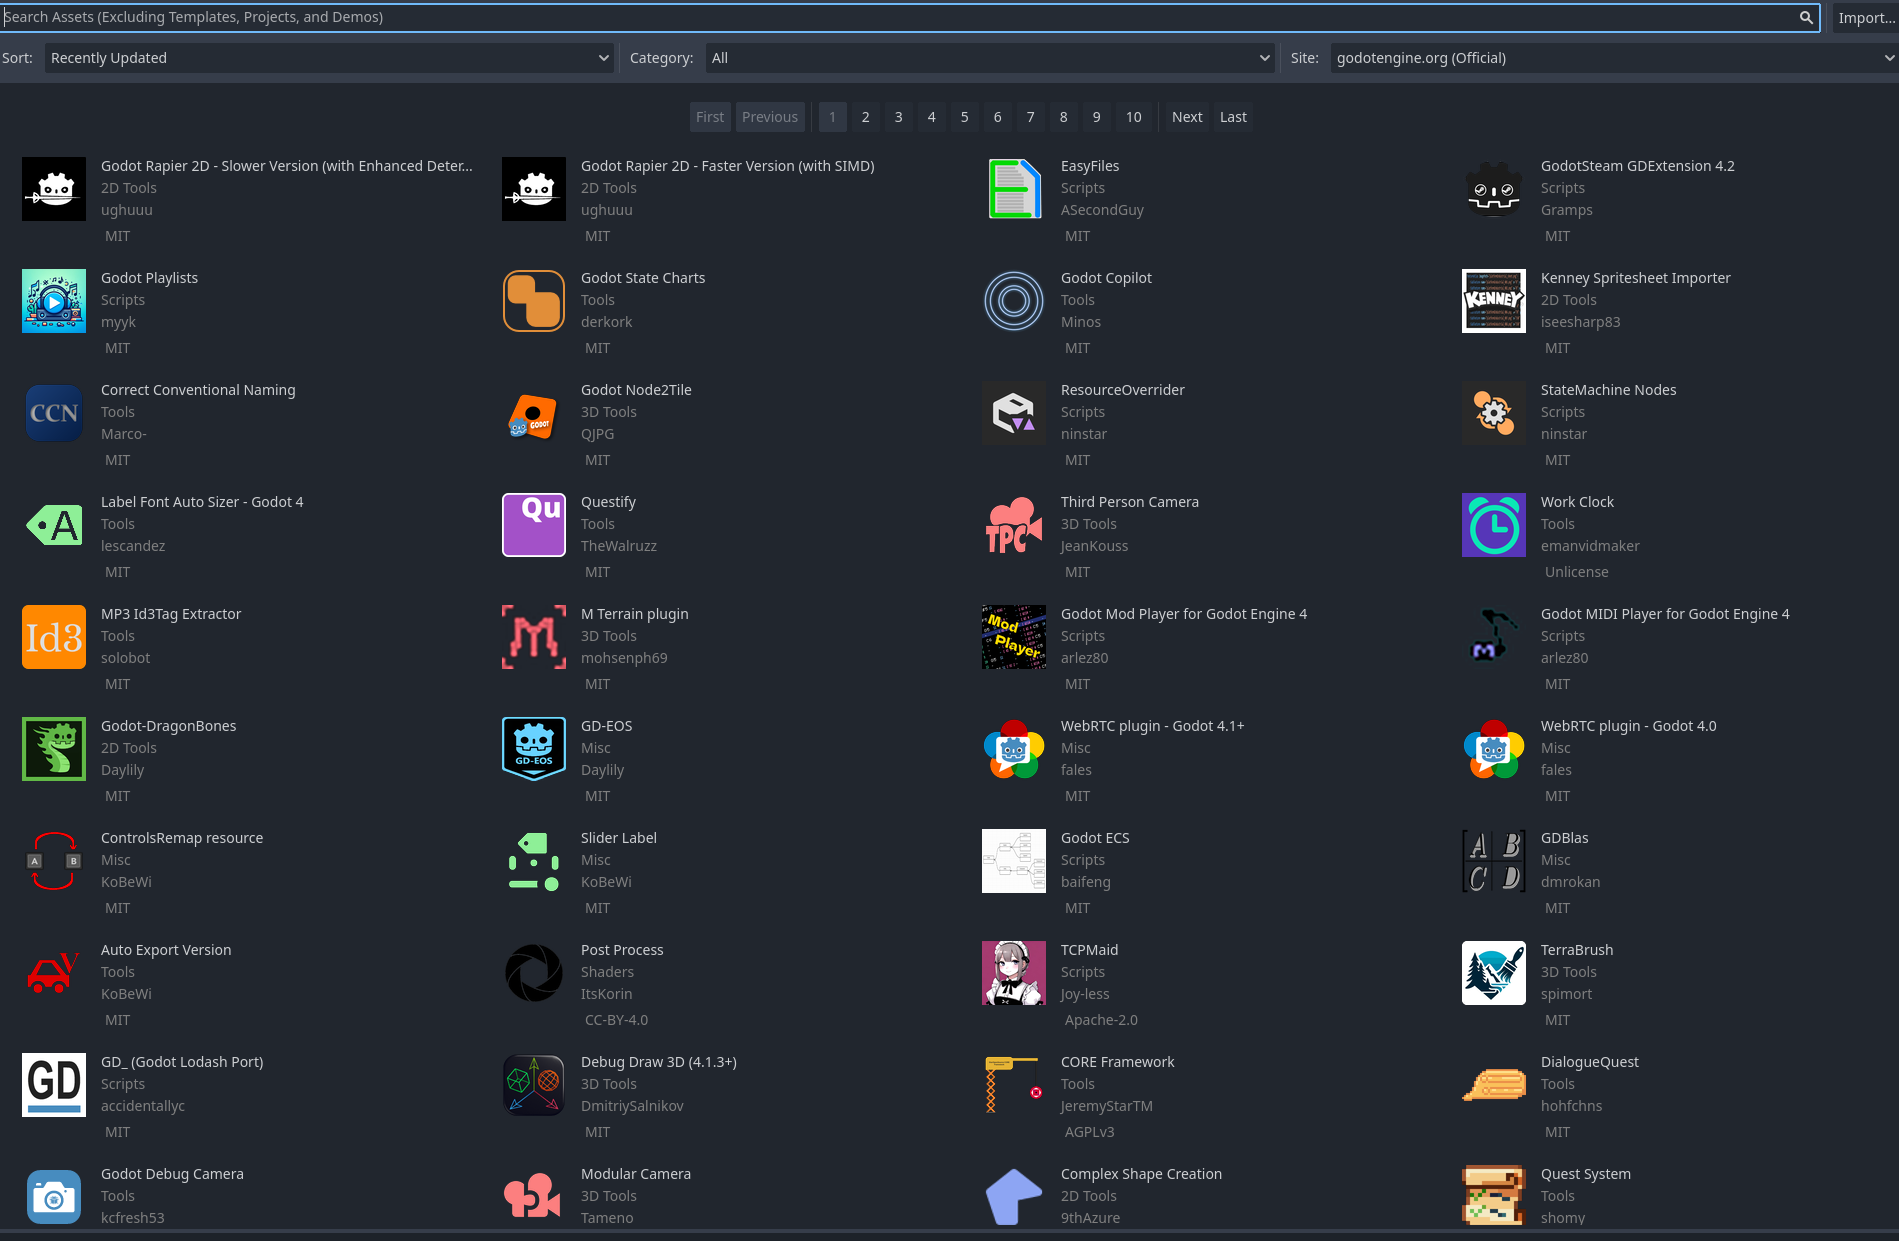 Search Assets (Excluding Templates, Projects, and Demos)
Import...
Sort:
Recently Updated
Category:
All
Site:
godotengine.org (Official)
First
Previous
1
2
3
4
5
6
7
8
9
10
Next
Last
Godot Rapier 2D - Slower Version (with Enhanced Deter...
2D Tools
ughuuu
MIT
Godot Rapier 2D - Faster Version (with SIMD)
2D Tools
ughuuu
MIT
EasyFiles
Scripts
ASecondGuy
MIT
GodotSteam GDExtension 4.2
Scripts
Gramps
MIT
Godot Playlists
Scripts
myyk
MIT
Godot State Charts
Tools
derkork
MIT
Godot Copilot
Tools
Minos
MIT
KENNEY
Kenney Spritesheet Importer
2D Tools
iseesharp83
MIT
CCN
Correct Conventional Naming
Tools
Marco-
MIT
GODOT
Godot Node2Tile
3D Tools
QJPG
MIT
ResourceOverrider
Scripts
ninstar
MIT
StateMachine Nodes
Scripts
ninstar
MIT
A
Label Font Auto Sizer - Godot 4
Tools
lescandez
MIT
Qu
Questify
Tools
TheWalruzz
MIT
TPC
Third Person Camera
3D Tools
JeanKouss
MIT
Work Clock
Tools
emanvidmaker
Unlicense
Id3
MP3 Id3Tag Extractor
Tools
solobot
MIT
M
M Terrain plugin
3D Tools
mohsenph69
MIT
Mod
Player
Godot Mod Player for Godot Engine 4
Scripts
arlez80
MIT
M
Godot MIDI Player for Godot Engine 4
Scripts
arlez80
MIT
Godot-DragonBones
2D Tools
Daylily
MIT
GD-EOS
GD-EOS
Misc
Daylily
MIT
WebRTC plugin - Godot 4.1+
Misc
fales
MIT
WebRTC plugin - Godot 4.0
Misc
fales
MIT
A B
ControlsRemap resource
Misc
KoBeWi
MIT
Slider Label
Misc
KoBeWi
MIT
Godot ECS
Scripts
baifeng
MIT
A B
C D
GDBlas
Misc
dmrokan
MIT
V
Auto Export Version
Tools
KoBeWi
MIT
Post Process
Shaders
ItsKorin
CC-BY-4.0
TCPMaid
Scripts
Joy-less
Apache-2.0
TerraBrush
3D Tools
spimort
MIT
GD
GD_ (Godot Lodash Port)
Scripts
accidentallyc
MIT
Debug Draw 3D (4.1.3+)
3D Tools
DmitriySalnikov
MIT
CORE Framework
Tools
JeremyStarTM
AGPLv3
DialogueQuest
Tools
hohfchns
MIT
Godot Debug Camera
Tools
kcfresh53
Modular Camera
3D Tools
Tameno
Complex Shape Creation
2D Tools
9thAzure
Quest System
Tools
shomy